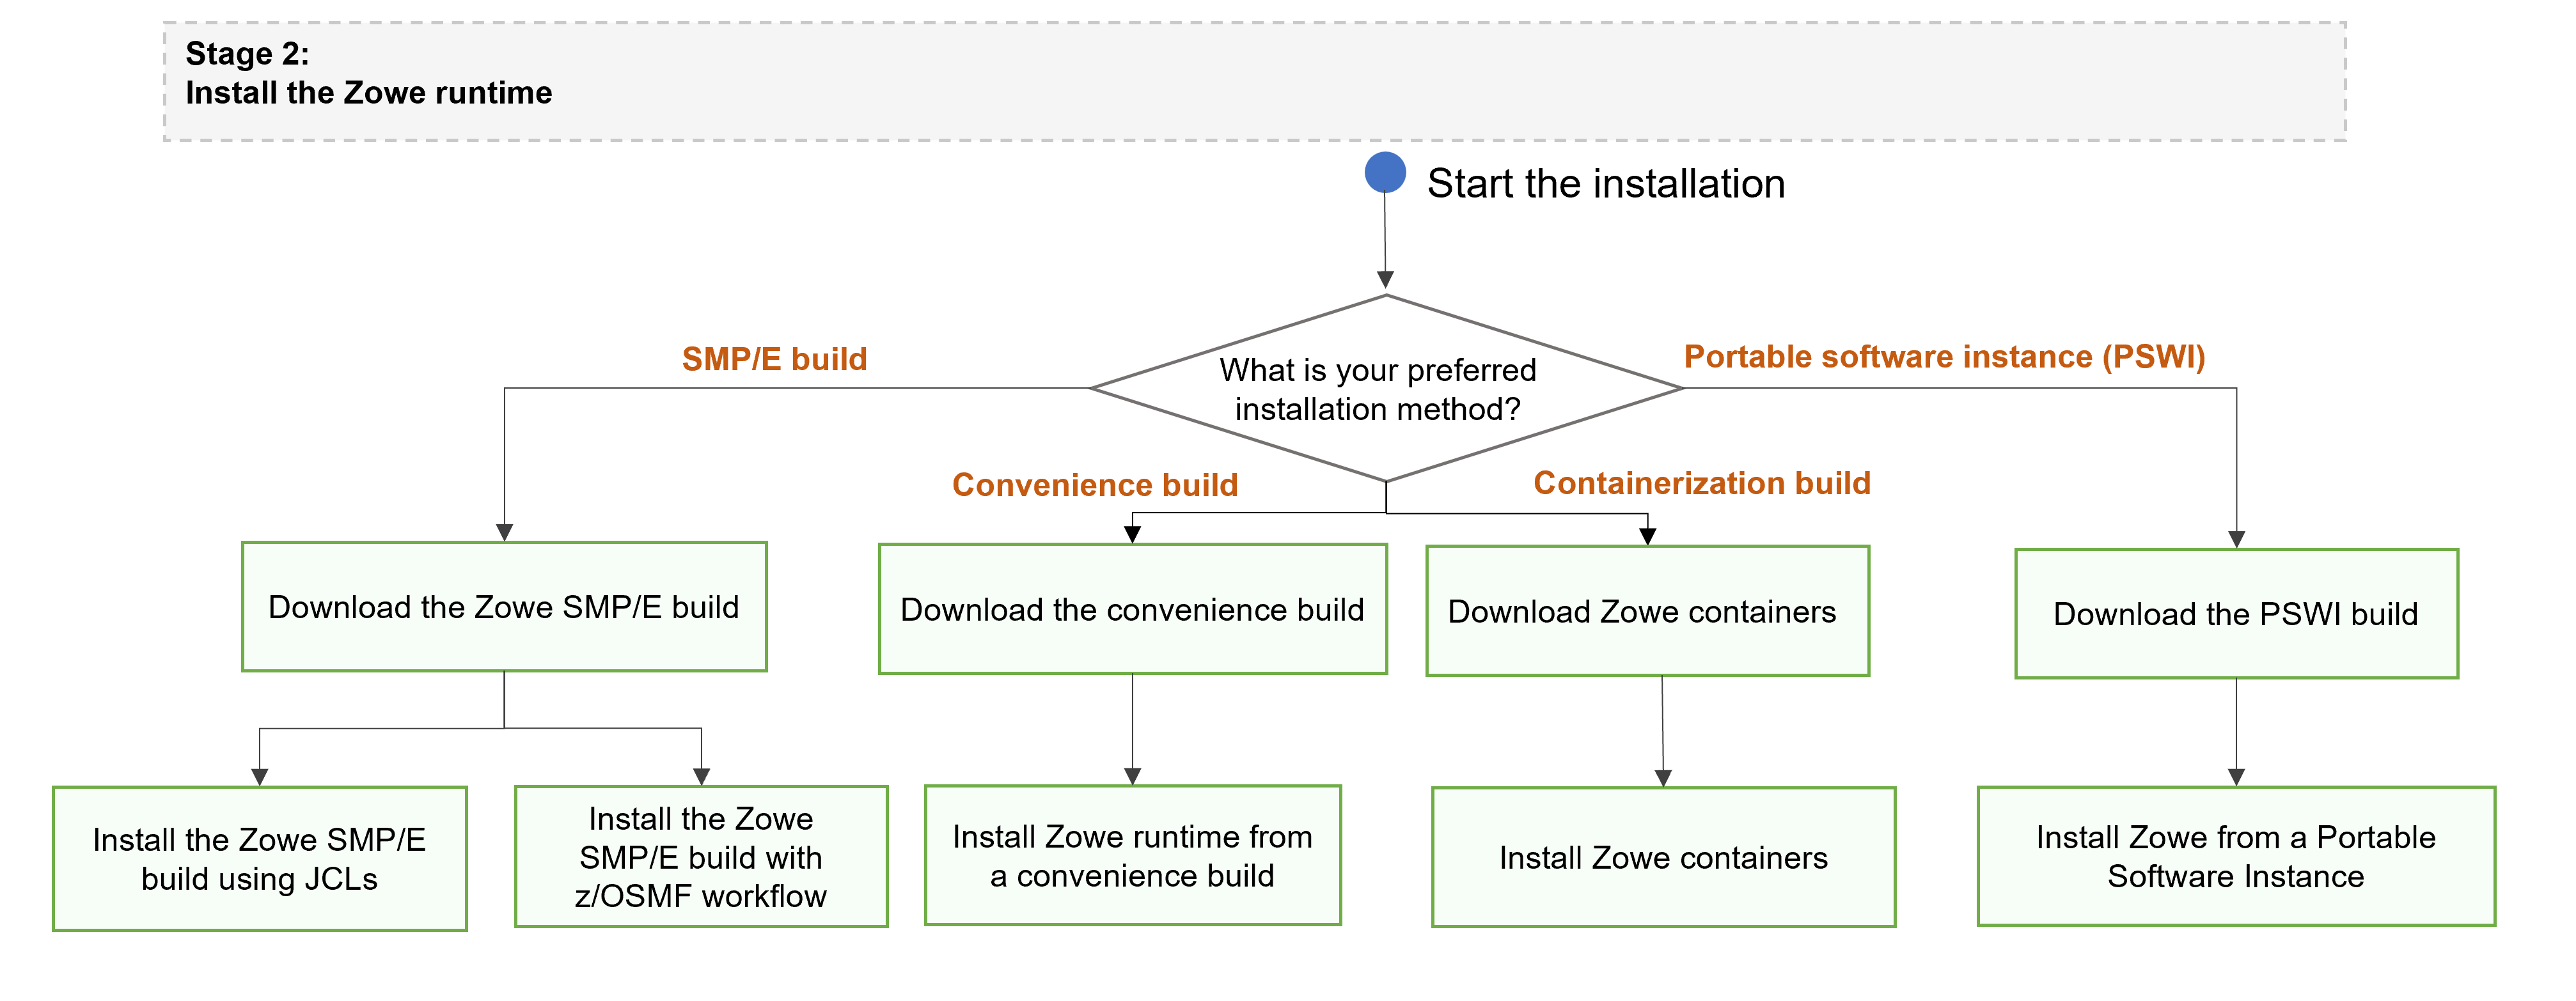 Stage 2:
Install the Zowe runtime
Start the installation
What is your preferred
installation method?
SMP/E build
Portable software instance (PSWI)
Convenience build
Containerization build
Download the Zowe SMP/E build
Download the convenience build
Download Zowe containers
Download the PSWI build
Install the Zowe SMP/E
build using JCLs
Install the Zowe
SMP/E build with
z/OSMF workflow
Install Zowe runtime from
a convenience build
Install Zowe containers
Install Zowe from a Portable
Software Instance